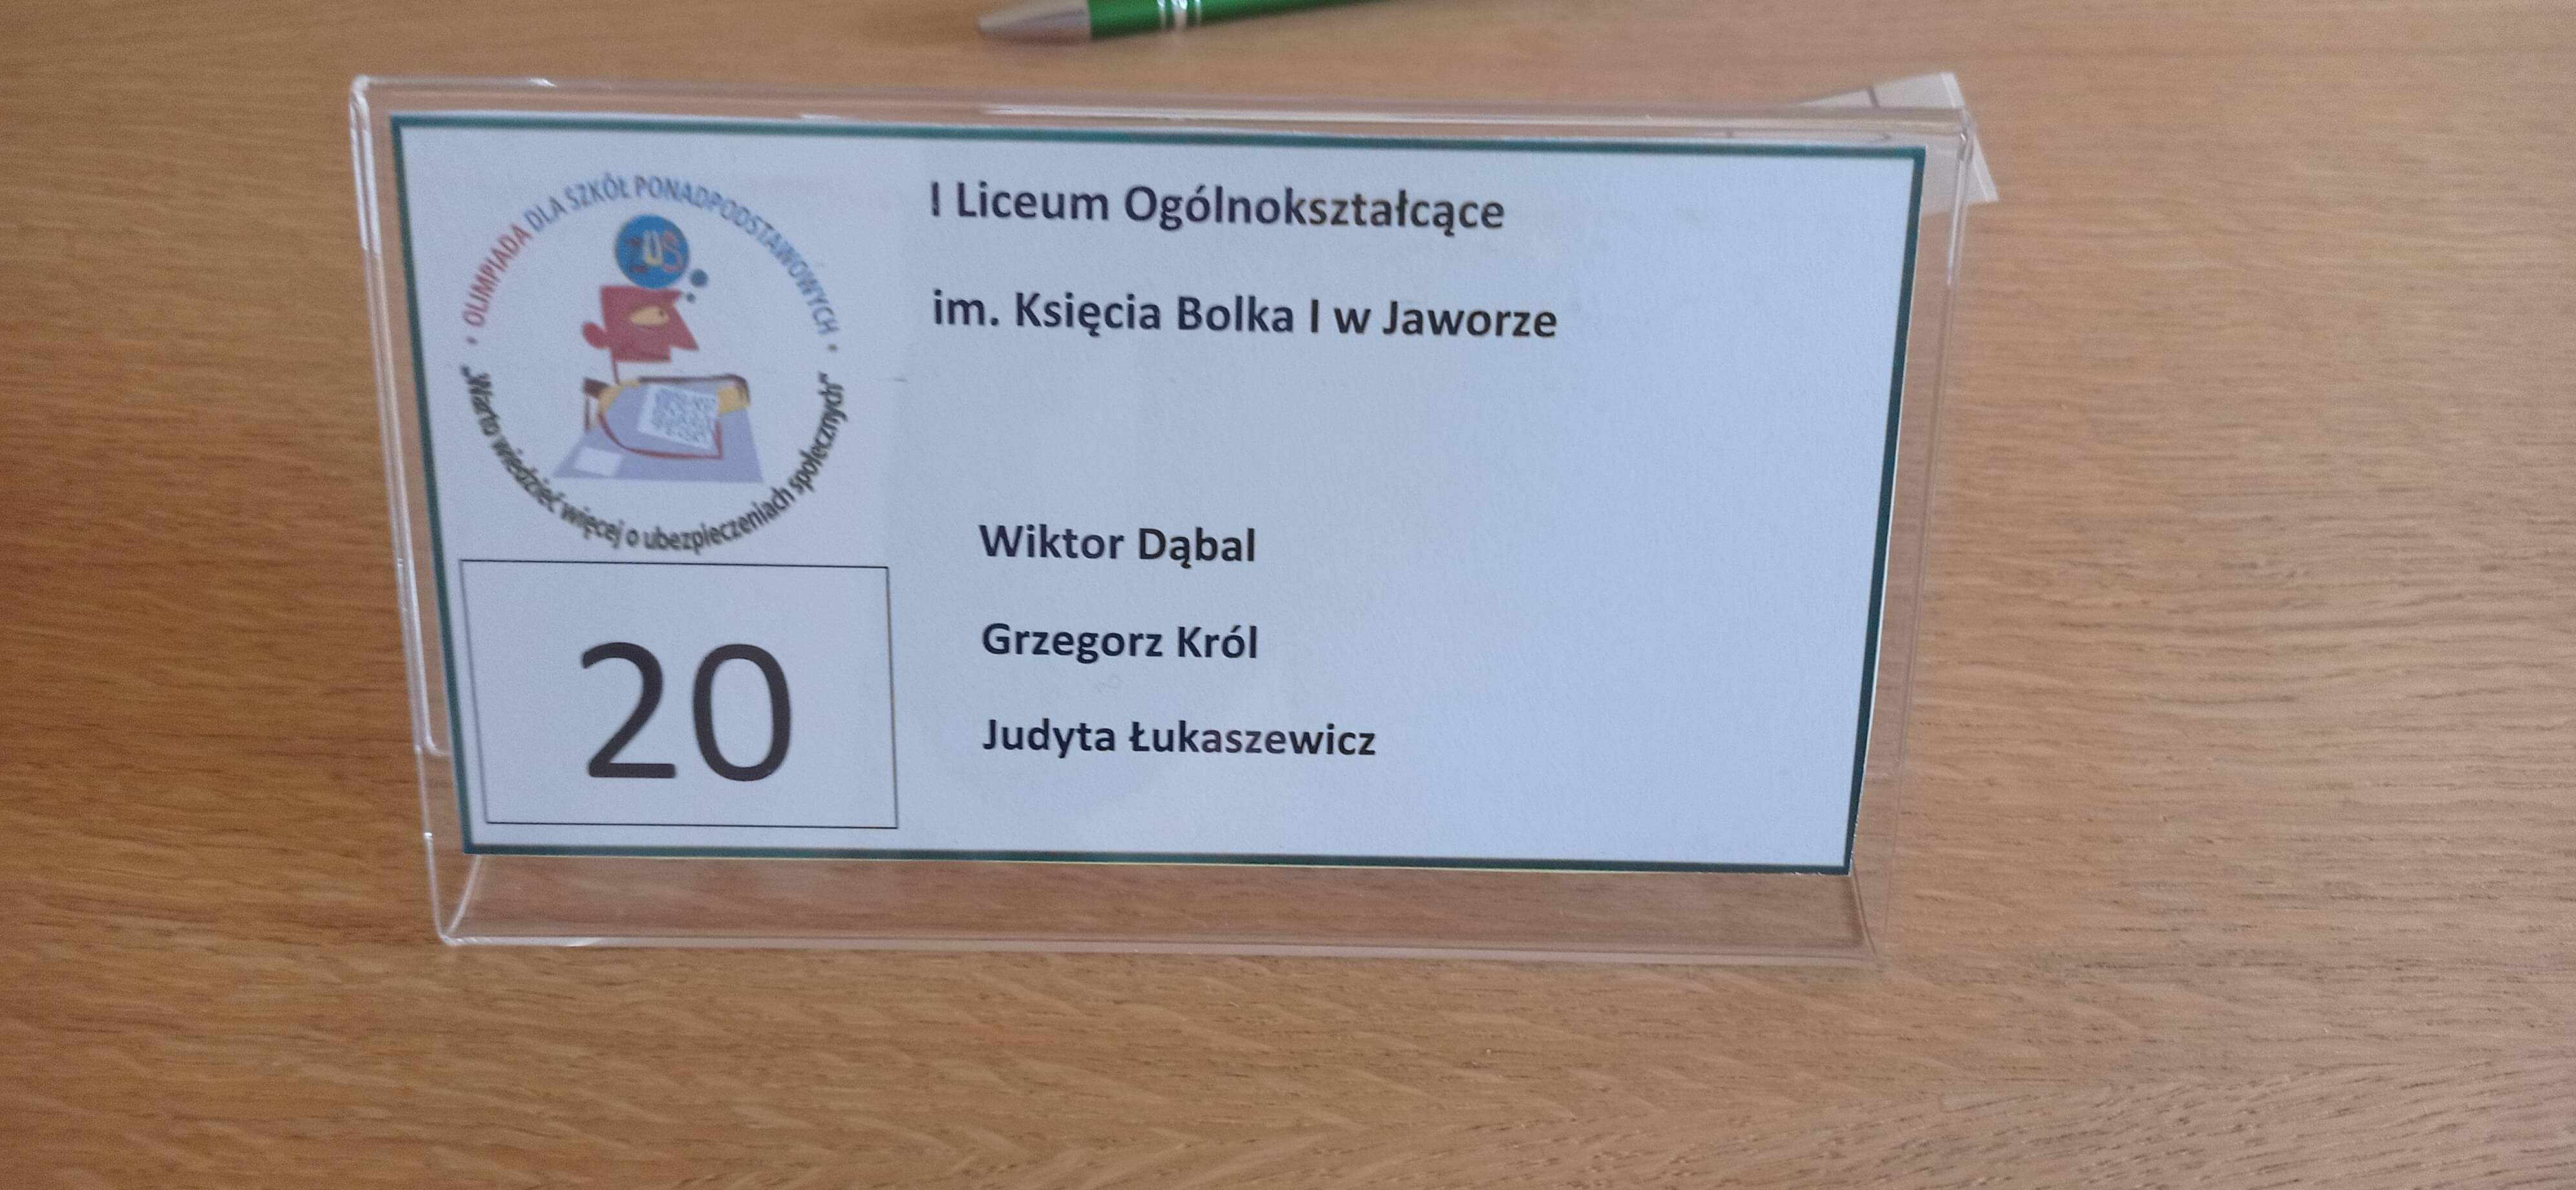 • OLIMPIADA DLA SZKÓŁ PONADPODSTAWOWYCH •
ZUS
„Warto wiedzieć więcej o ubezpieczeniach społecznych”
20
I Liceum Ogólnokształcące
im. Księcia Bolka I w Jaworze
Wiktor Dąbal
Grzegorz Król
Judyta Łukaszewicz